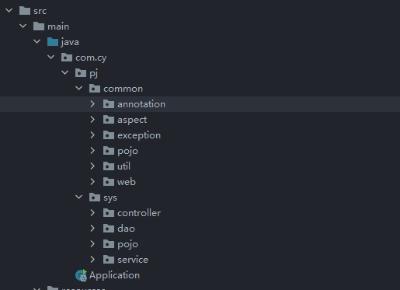 src
main
java
com.cy
pj
common
annotation
aspect
exception
pojo
util
web
sys
controller
dao
pojo
service
Application